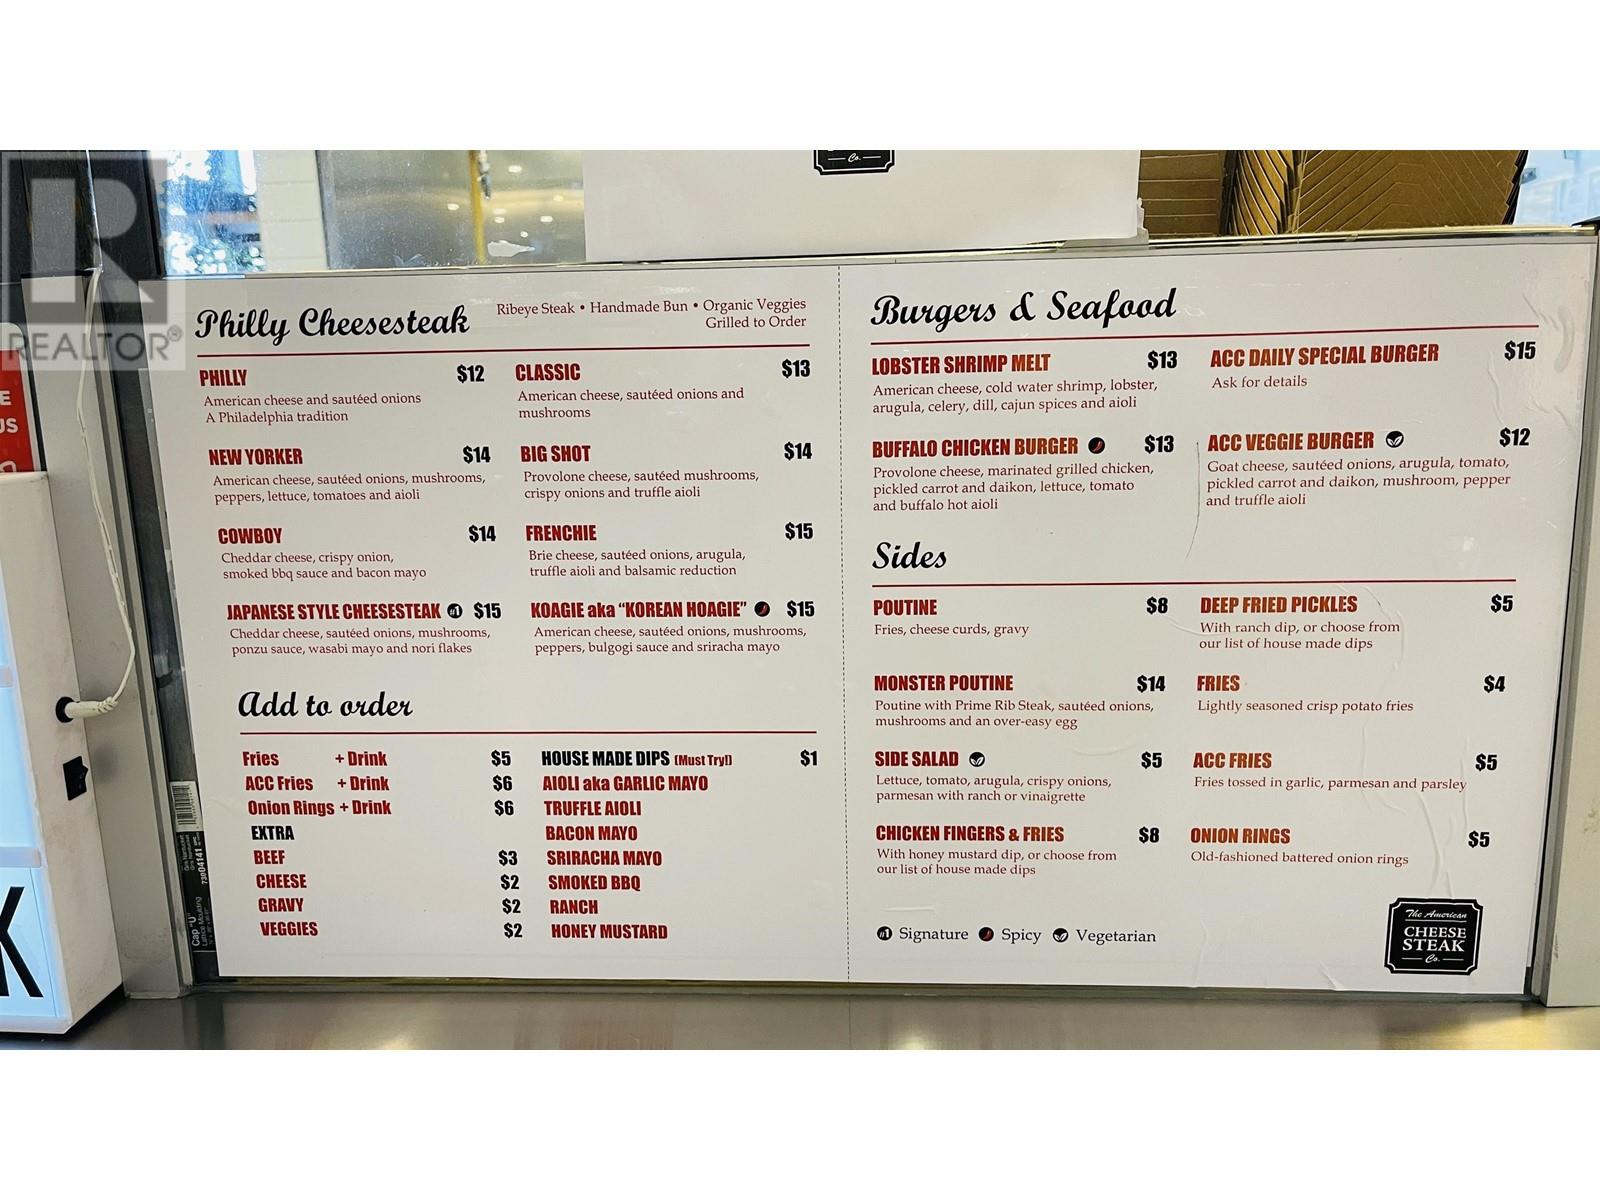 Co.
R
REALTOR®
E
US
K
Philly Cheesesteak
Ribeye Steak • Handmade Bun • Organic Veggies
Grilled to Order
PHILLY $12
American cheese and sautéed onions
A Philadelphia tradition
CLASSIC $13
American cheese, sautéed onions and
mushrooms
NEW YORKER $14
American cheese, sautéed onions, mushrooms,
peppers, lettuce, tomatoes and aioli
BIG SHOT $14
Provolone cheese, sautéed mushrooms,
crispy onions and truffle aioli
COWBOY $14
Cheddar cheese, crispy onion,
smoked bbq sauce and bacon mayo
FRENCHIE $15
Brie cheese, sautéed onions, arugula,
truffle aioli and balsamic reduction
JAPANESE STYLE CHEESESTEAK #1 $15
Cheddar cheese, sautéed onions, mushrooms,
ponzu sauce, wasabi mayo and nori flakes
KOAGIE aka "KOREAN HOAGIE" $15
American cheese, sautéed onions, mushrooms,
peppers, bulgogi sauce and sriracha mayo
Add to order
Fries + Drink $5
ACC Fries + Drink $6
Onion Rings + Drink $6
EXTRA
BEEF $3
CHEESE $2
GRAVY $2
VEGGIES $2
HOUSE MADE DIPS (Must Try!) $1
AIOLI aka GARLIC MAYO
TRUFFLE AIOLI
BACON MAYO
SRIRACHA MAYO
SMOKED BBQ
RANCH
HONEY MUSTARD
Burgers & Seafood
LOBSTER SHRIMP MELT $13
American cheese, cold water shrimp, lobster,
arugula, celery, dill, cajun spices and aioli
ACC DAILY SPECIAL BURGER $15
Ask for details
BUFFALO CHICKEN BURGER $13
Provolone cheese, marinated grilled chicken,
pickled carrot and daikon, lettuce, tomato
and buffalo hot aioli
ACC VEGGIE BURGER $12
Goat cheese, sautéed onions, arugula, tomato,
pickled carrot and daikon, mushroom, pepper
and truffle aioli
Sides
POUTINE $8
Fries, cheese curds, gravy
DEEP FRIED PICKLES $5
With ranch dip, or choose from
our list of house made dips
MONSTER POUTINE $14
Poutine with Prime Rib Steak, sautéed onions,
mushrooms and an over-easy egg
FRIES $4
Lightly seasoned crisp potato fries
SIDE SALAD $5
Lettuce, tomato, arugula, crispy onions,
parmesan with ranch or vinaigrette
ACC FRIES $5
Fries tossed in garlic, parmesan and parsley
CHICKEN FINGERS & FRIES $8
With honey mustard dip, or choose from
our list of house made dips
ONION RINGS $5
Old-fashioned battered onion rings
#1 Signature Spicy Vegetarian
The American
CHEESE
STEAK
Co.
Cap "U"
73004141